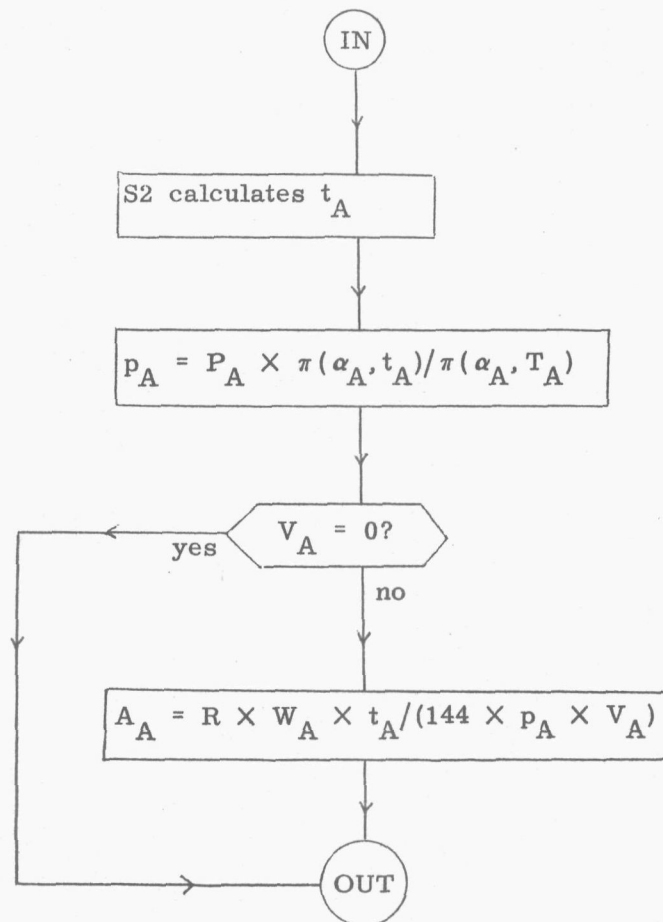 IN
S2 calculates t_A
p_A = P_A × π(α_A, t_A)/π(α_A, T_A)
V_A = 0?
yes
no
A_A = R × W_A × t_A/(144 × p_A × V_A)
OUT